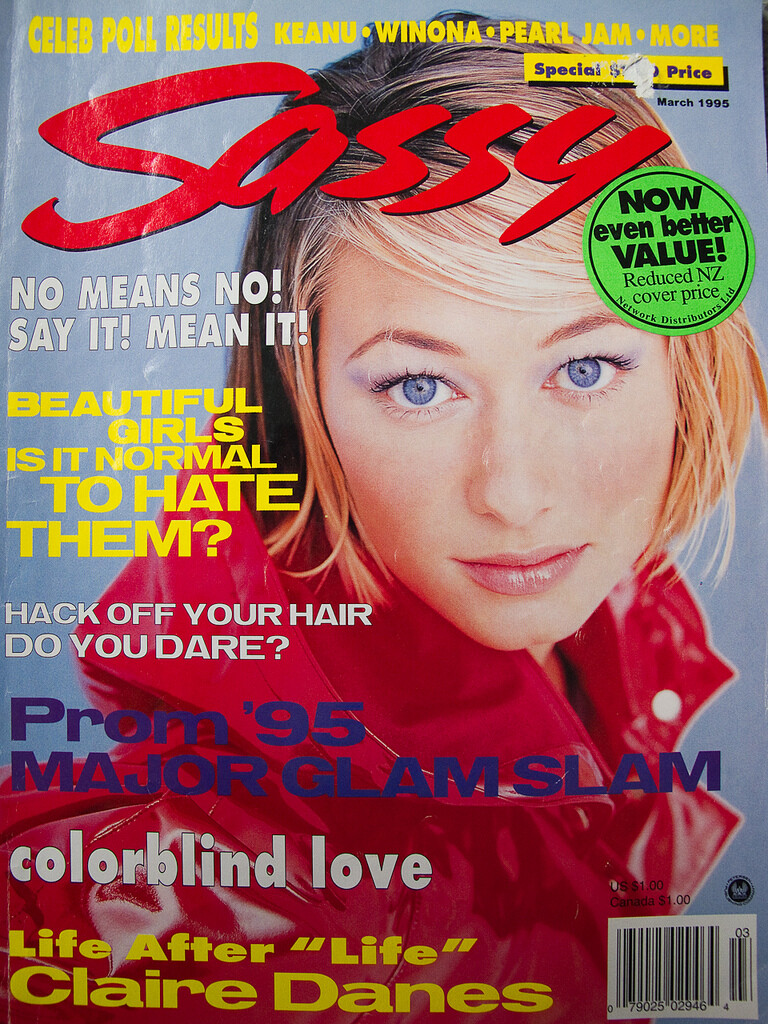 CELEB POLL RESULTS KEANU • WINONA • PEARL JAM • MORE
Special Price
March 1995
Sassy
NOW
even better
VALUE!
Reduced NZ
cover price
Network Distributors Ltd
NO MEANS NO!
SAY IT! MEAN IT!
BEAUTIFUL
GIRLS
IS IT NORMAL
TO HATE
THEM?
HACK OFF YOUR HAIR
DO YOU DARE?
Prom '95
MAJOR GLAM SLAM
colorblind love
US $1.00
Canada $1.00
Life After "Life"
Claire Danes
03
0 79025 02946 4